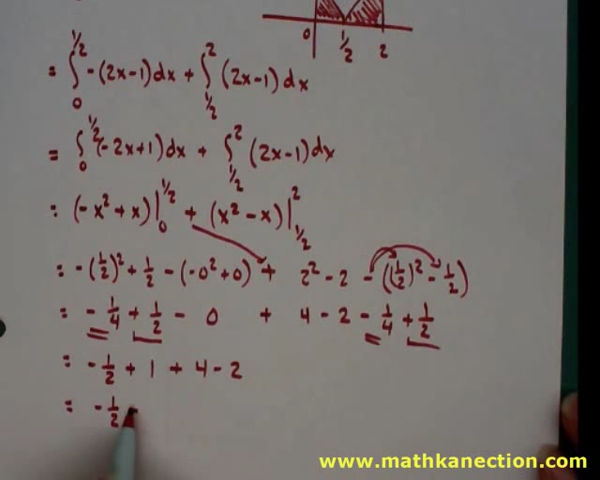 0 1/2 2
= ∫₀^{1/2} -(2x-1)dx + ∫_{1/2}^{2} (2x-1)dx
= ∫₀^{1/2} (-2x+1)dx + ∫_{1/2}^{2} (2x-1)dx
= (-x²+x)|₀^{1/2} + (x²-x)|_{1/2}^{2}
= -(1/2)² + 1/2 - (-0²+0) + 2² - 2 - ((1/2)² - 1/2)
= -1/4 + 1/2 - 0 + 4 - 2 - 1/4 + 1/2
= -1/2 + 1 + 4 - 2
= -1/2
www.mathkanection.com